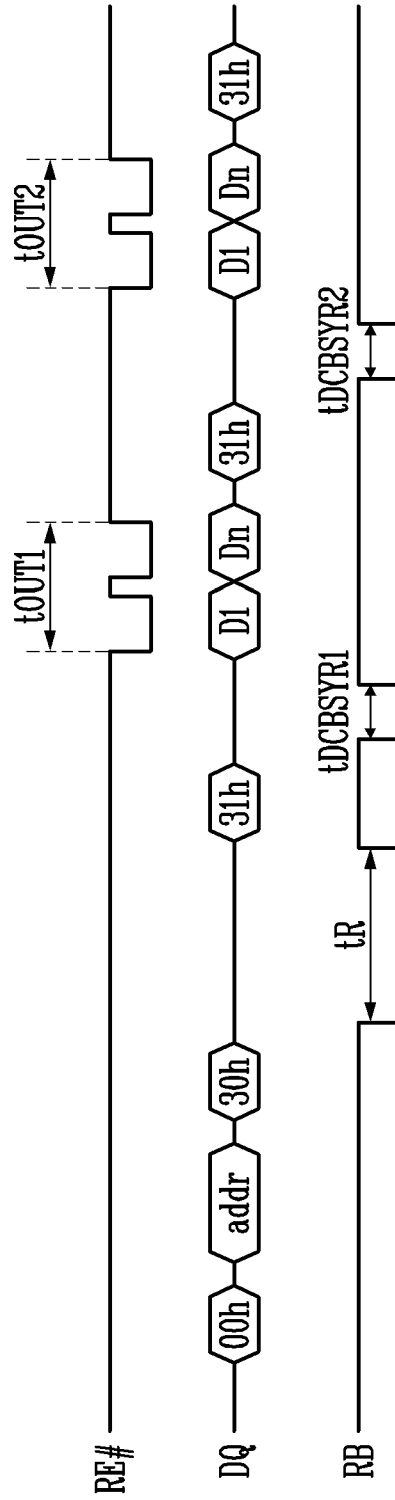 tOUT1 tOUT2
RE#
DQ 00h addr 30h 31h D1 Dn 31h D1 Dn 31h
tR tDCBSYR1 tDCBSYR2
RB